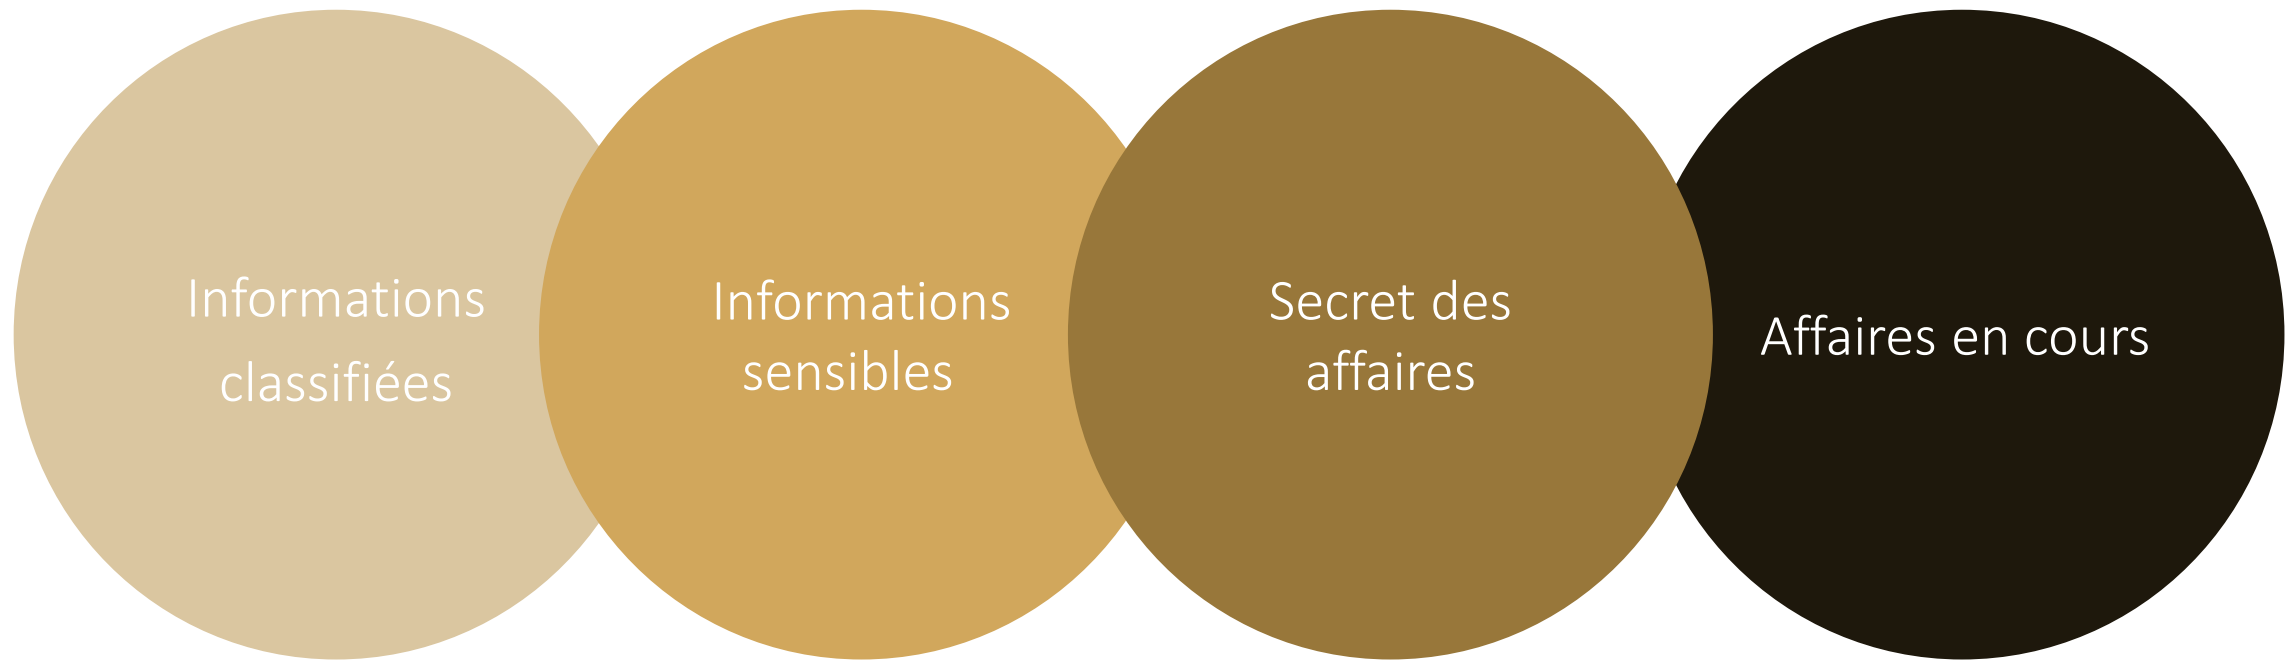 Informations
classifiées
Informations
sensibles
Secret des
affaires
Affaires en cours